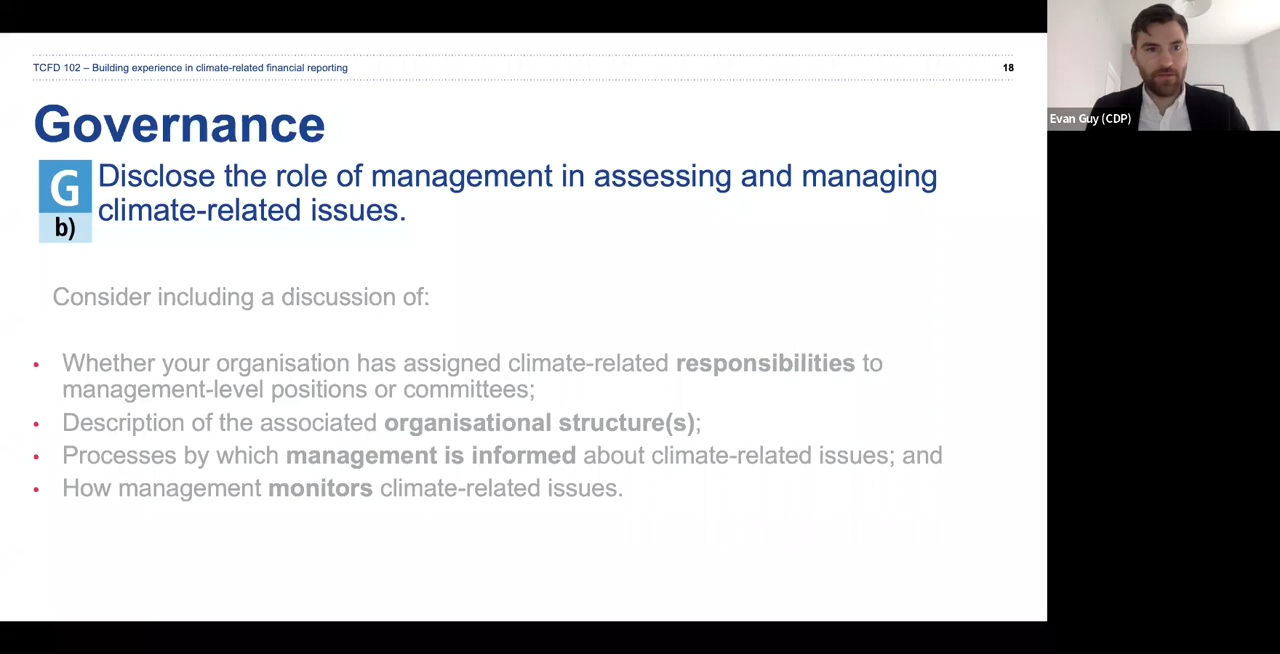 TCFD 102 – Building experience in climate-related financial reporting
18
Governance
G
b)
Disclose the role of management in assessing and managing
climate-related issues.
Consider including a discussion of:
• Whether your organisation has assigned climate-related responsibilities to
management-level positions or committees;
• Description of the associated organisational structure(s);
• Processes by which management is informed about climate-related issues; and
• How management monitors climate-related issues.
Evan Guy (CDP)